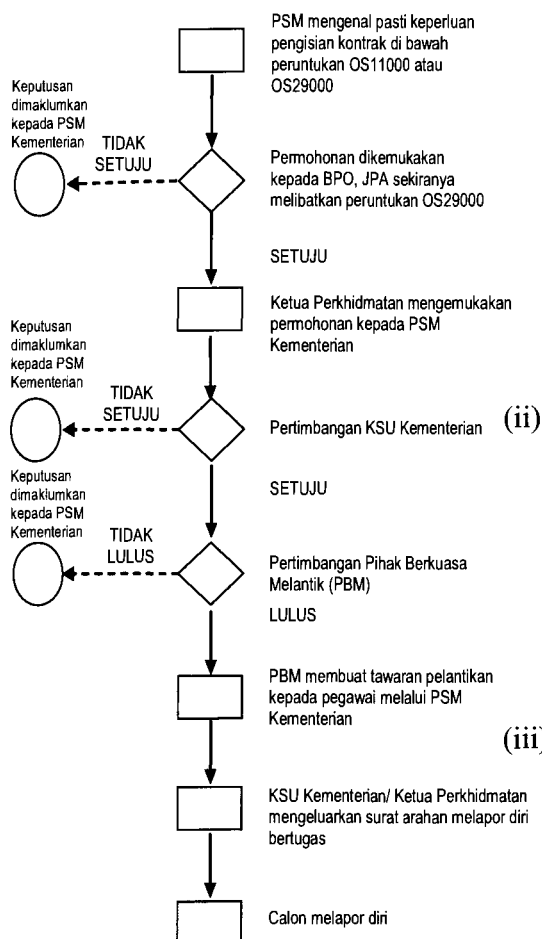 PSM mengenal pasti keperluan
pengisian kontrak di bawah
peruntukan OS11000 atau
OS29000
Keputusan
dimaklumkan
kepada PSM
Kementerian
TIDAK
SETUJU
Permohonan dikemukakan
kepada BPO, JPA sekiranya
melibatkan peruntukan OS29000
SETUJU
Ketua Perkhidmatan mengemukakan
permohonan kepada PSM
Kementerian
Keputusan
dimaklumkan
kepada PSM
Kementerian
TIDAK
SETUJU
Pertimbangan KSU Kementerian
(ii)
SETUJU
Keputusan
dimaklumkan
kepada PSM
Kementerian
TIDAK
LULUS
Pertimbangan Pihak Berkuasa
Melantik (PBM)
LULUS
PBM membuat tawaran pelantikan
kepada pegawai melalui PSM
Kementerian
(iii)
KSU Kementerian/ Ketua Perkhidmatan
mengeluarkan surat arahan melapor diri
bertugas
Calon melapor diri